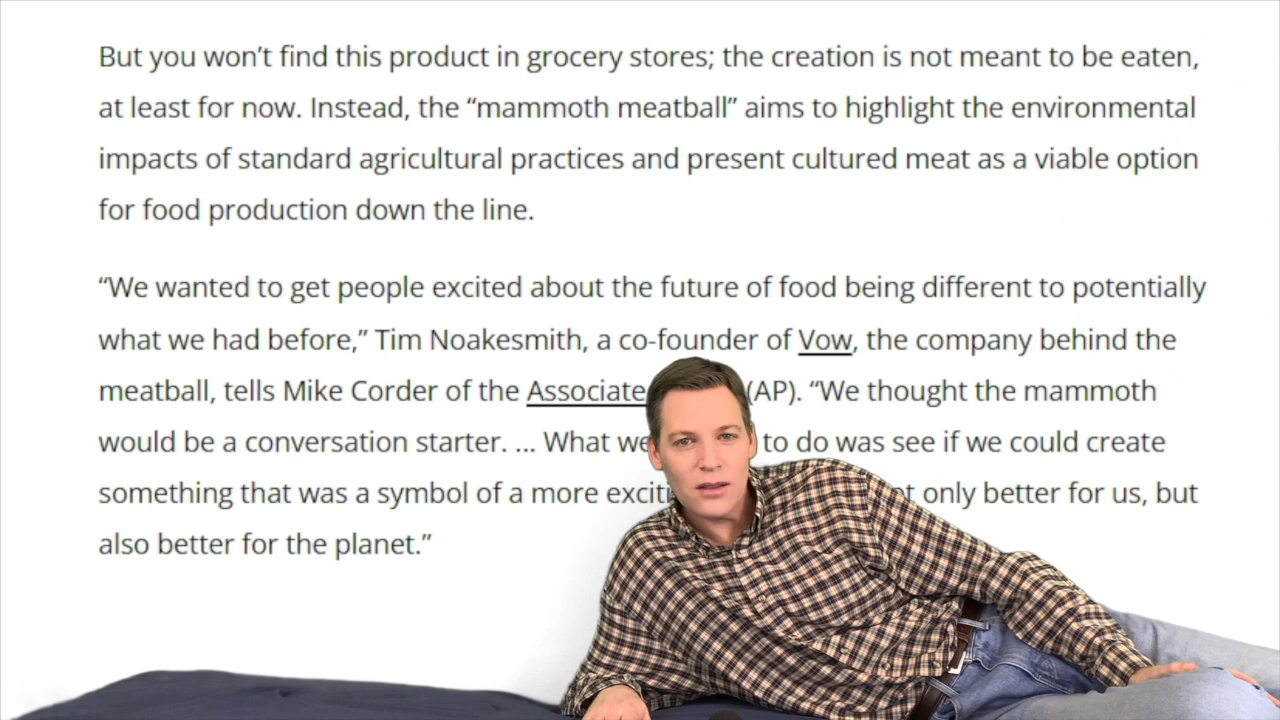 But you won’t find this product in grocery stores; the creation is not meant to be eaten,
at least for now. Instead, the “mammoth meatball” aims to highlight the environmental
impacts of standard agricultural practices and present cultured meat as a viable option
for food production down the line.
“We wanted to get people excited about the future of food being different to potentially
what we had before,” Tim Noakesmith, a co-founder of Vow, the company behind the
meatball, tells Mike Corder of the (AP). “We thought the mammoth
would be a conversation starter. ... What to do was see if we could create
something that was a symbol of a more only better for us, but
also better for the planet.”